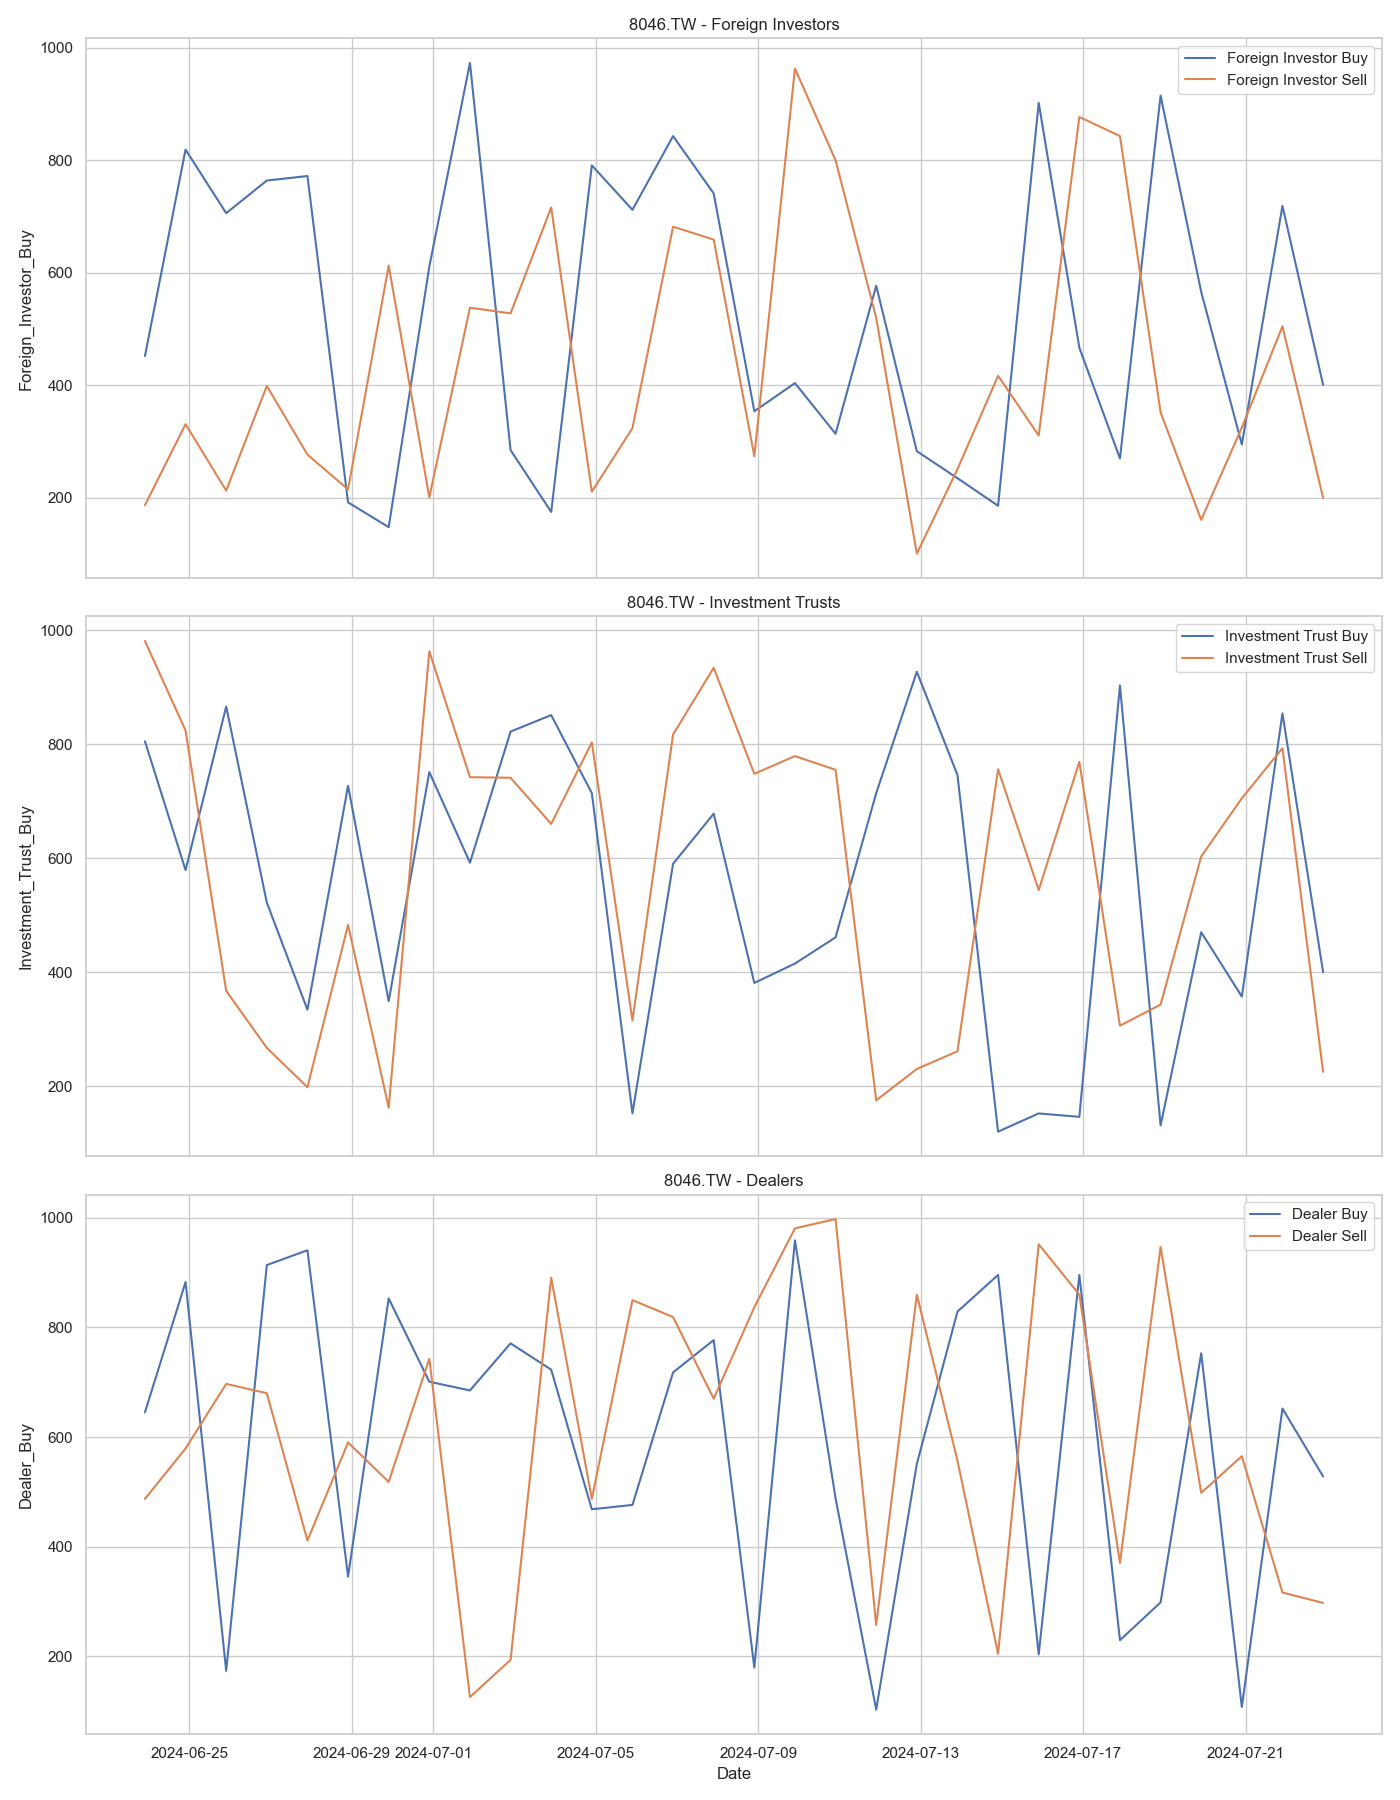 8046.TW - Foreign Investors
Foreign Investor Buy
Foreign Investor Sell
Foreign_Investor_Buy
1000
800
600
400
200
8046.TW - Investment Trusts
Investment Trust Buy
Investment Trust Sell
Investment_Trust_Buy
1000
800
600
400
200
8046.TW - Dealers
Dealer Buy
Dealer Sell
Dealer_Buy
1000
800
600
400
200
2024-06-25 2024-06-29 2024-07-01 2024-07-05 2024-07-09 2024-07-13 2024-07-17 2024-07-21
Date